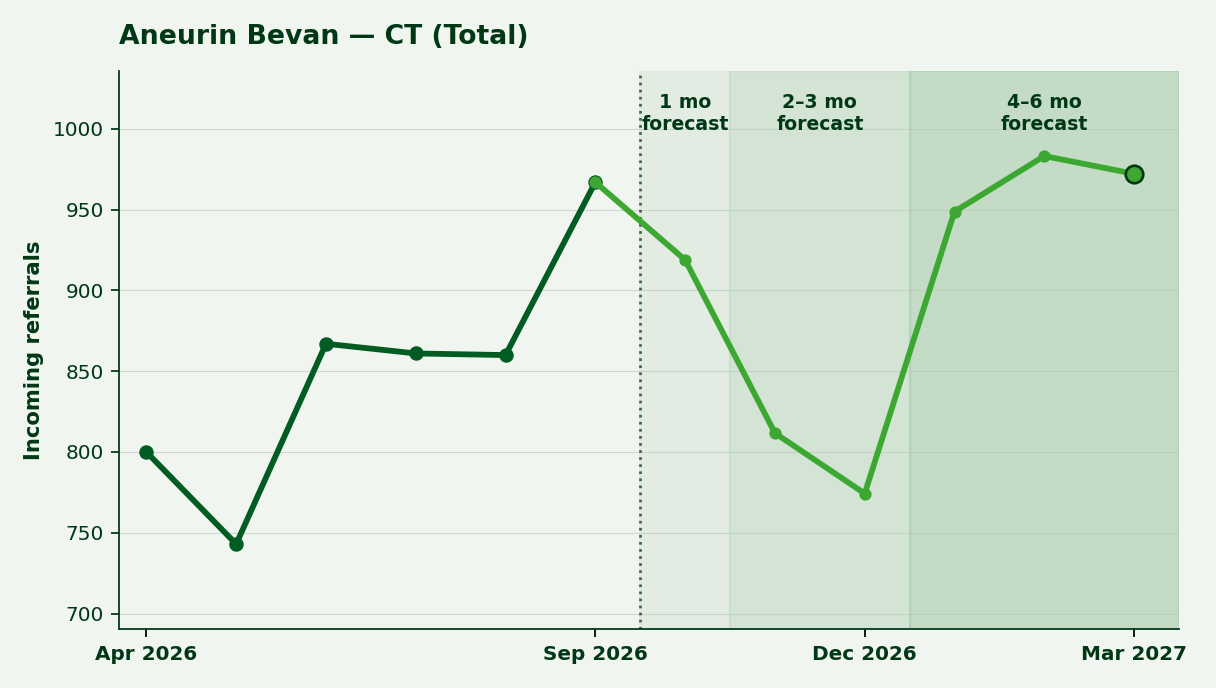 Aneurin Bevan — CT (Total)
1 mo
forecast
2–3 mo
forecast
4–6 mo
forecast
Incoming referrals
1000
950
900
850
800
750
700
Apr 2026
Sep 2026
Dec 2026
Mar 2027